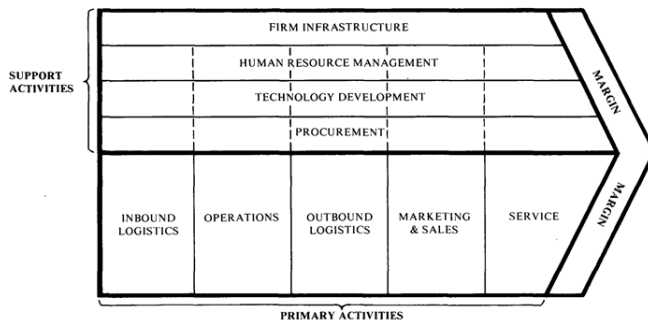 FIRM INFRASTRUCTURE
HUMAN RESOURCE MANAGEMENT
SUPPORT
ACTIVITIES
TECHNOLOGY DEVELOPMENT
PROCUREMENT
MARGIN
MARGIN
INBOUND
LOGISTICS
OPERATIONS
OUTBOUND
LOGISTICS
MARKETING
& SALES
SERVICE
PRIMARY ACTIVITIES